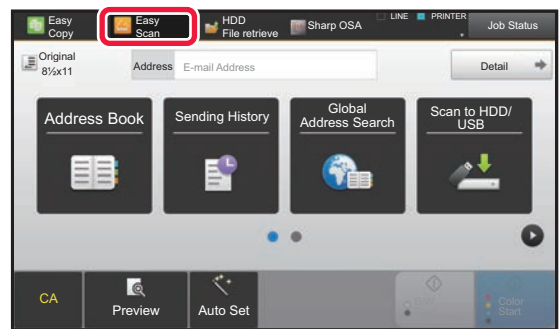 Easy
Copy
Easy
Scan
HDD
File retrieve
Sharp OSA
LINE
PRINTER
Job Status
Original
8½x11
Address
E-mail Address
Detail
Address Book
Sending History
Global
Address Search
Scan to HDD/
USB
CA
Preview
Auto Set
Start
Color
Start